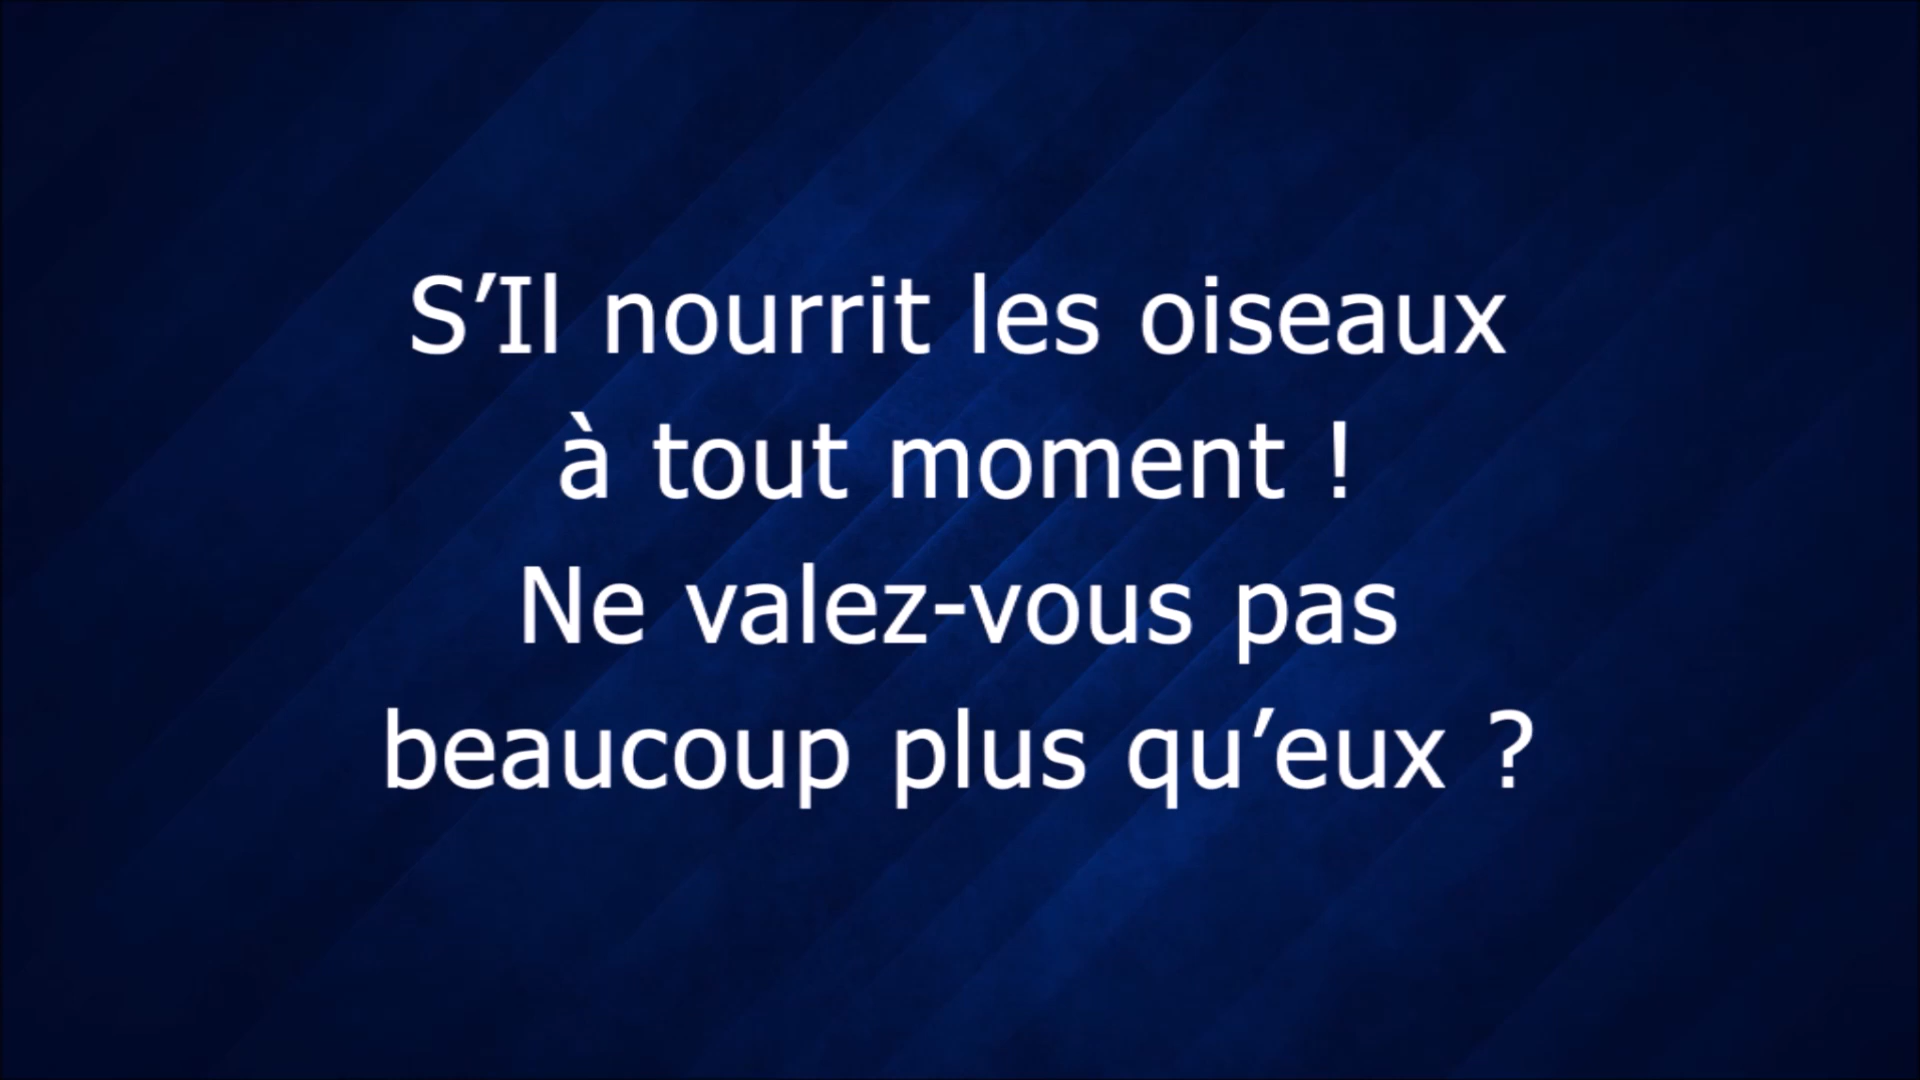 S’Il nourrit les oiseaux
à tout moment !
Ne valez-vous pas
beaucoup plus qu’eux ?